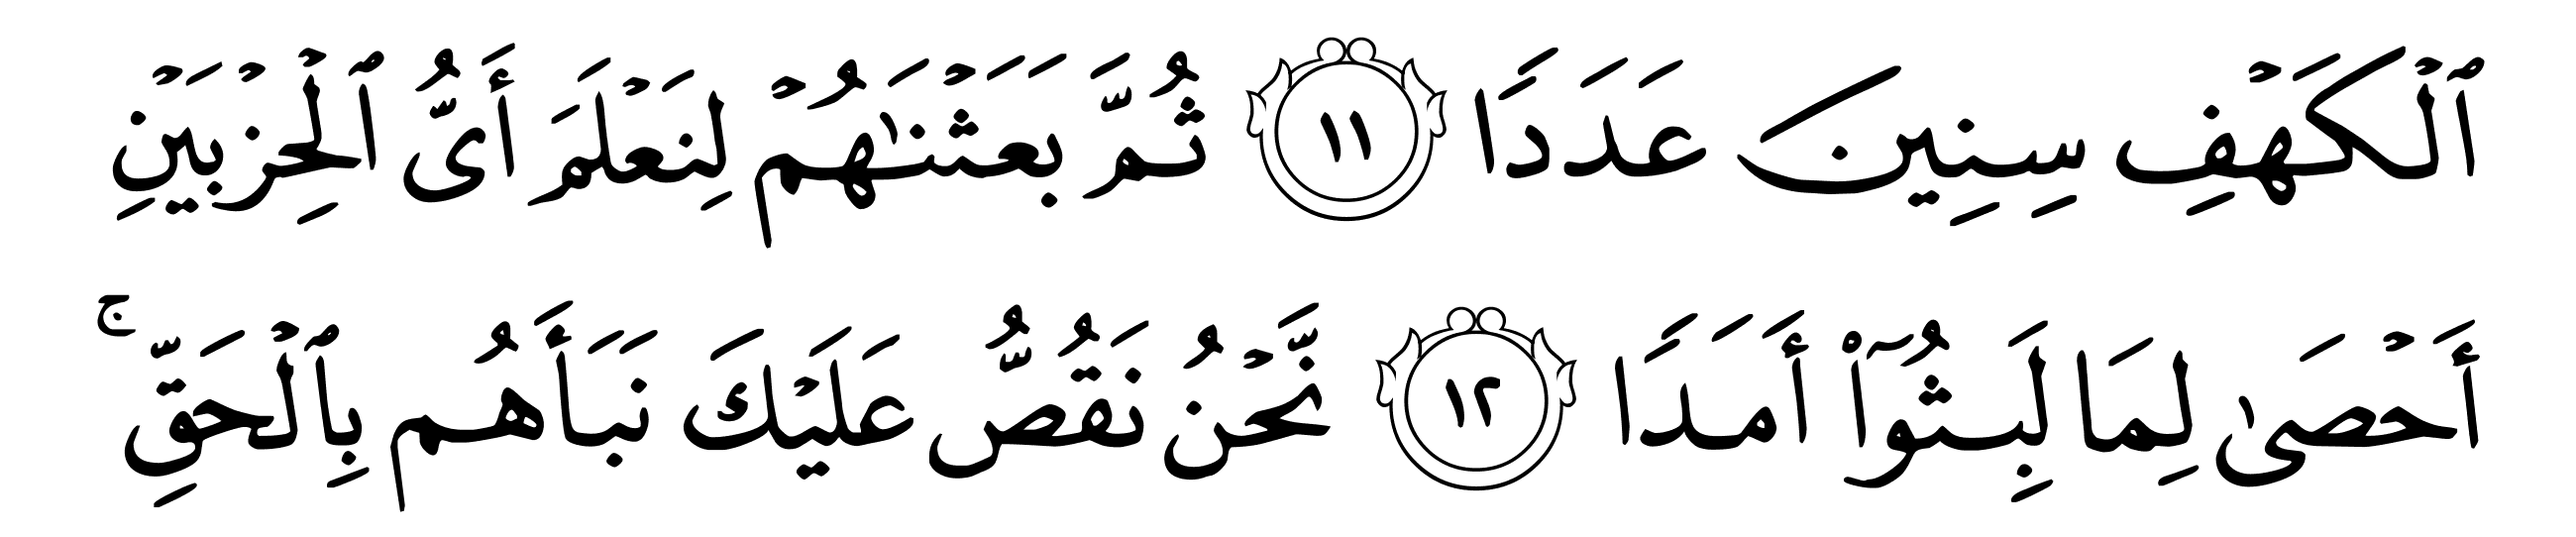 ٱلۡكَهۡفِ سِنِينَ عَدَدٗا ١١ ثُمَّ بَعَثۡنَٰهُمۡ لِنَعۡلَمَ أَيُّ ٱلۡحِزۡبَيۡنِ
أَحۡصَىٰ لِمَا لَبِثُوٓاْ أَمَدٗا ١٢ نَّحۡنُ نَقُصُّ عَلَيۡكَ نَبَأَهُم بِٱلۡحَقِّۚ